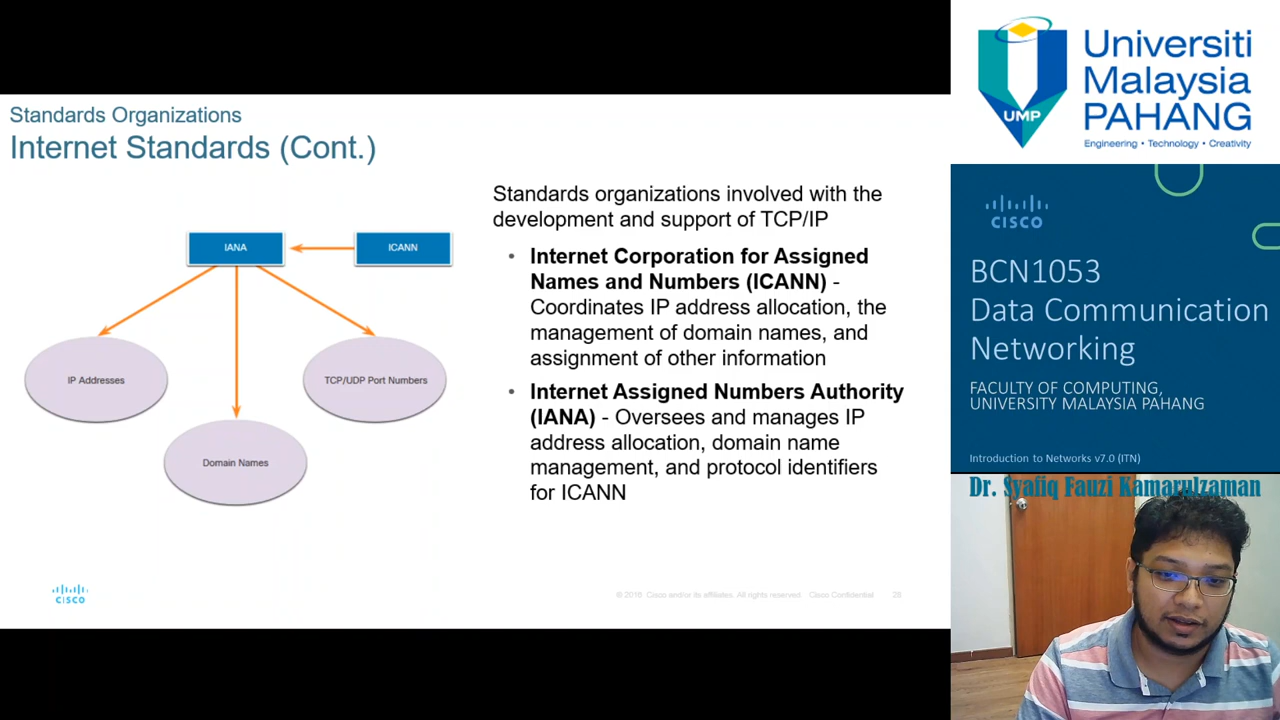 Standards Organizations
Internet Standards (Cont.)
IANA
ICANN
IP Addresses
TCP/UDP Port Numbers
Domain Names
Standards organizations involved with the
development and support of TCP/IP
• Internet Corporation for Assigned
Names and Numbers (ICANN) -
Coordinates IP address allocation, the
management of domain names, and
assignment of other information
• Internet Assigned Numbers Authority
(IANA) - Oversees and manages IP
address allocation, domain name
management, and protocol identifiers
for ICANN
CISCO
© 2016 Cisco and/or its affiliates. All rights reserved. Cisco Confidential
28
UMP
Universiti
Malaysia
PAHANG
Engineering • Technology • Creativity
CISCO
BCN1053
Data Communication
Networking
FACULTY OF COMPUTING,
UNIVERSITY MALAYSIA PAHANG
Introduction to Networks v7.0 (ITN)
Dr. Syafiq Fauzi Kamarulzaman